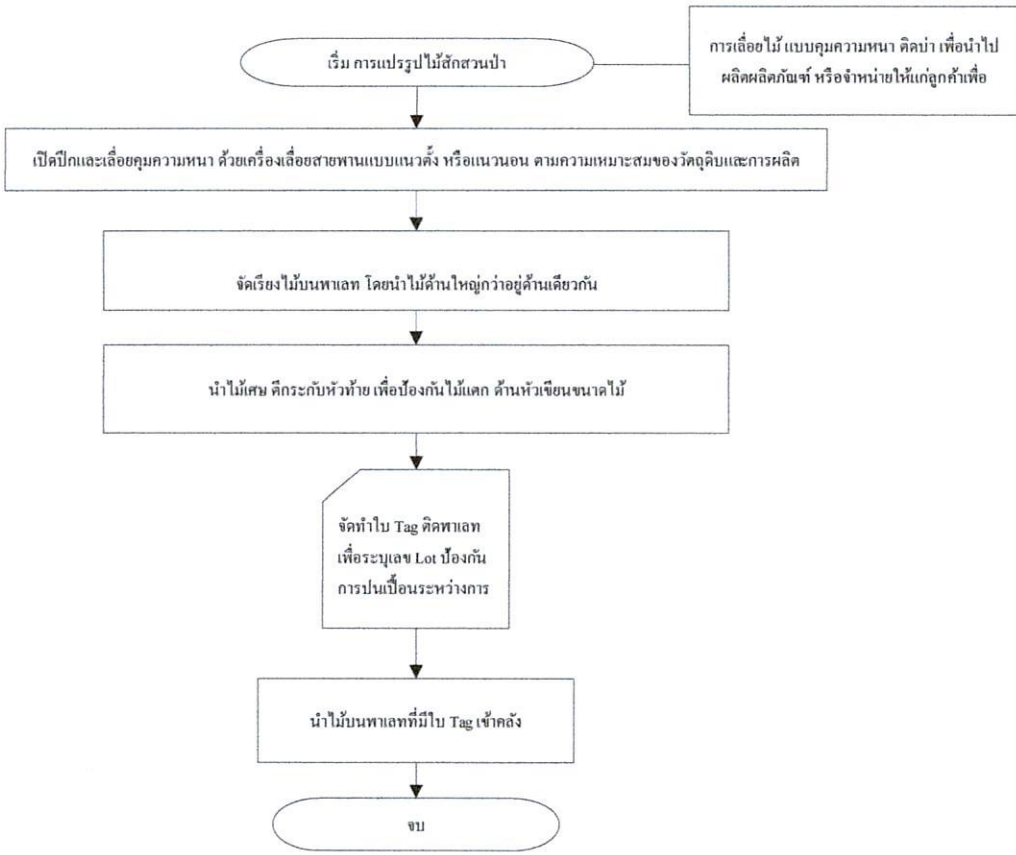 เริ่ม การแปรรูปไม้สักสวนป่า
การเลื่อยไม้ แบบคุมความหนา ติดบ่า เพื่อนำไป
ผลิตผลิตภัณฑ์ หรือจำหน่ายให้แก่ลูกค้าเพื่อ
เปิดปีกและเลื่อยคุมความหนา ด้วยเครื่องเลื่อยสายพานแบบแนวตั้ง หรือแนวนอน ตามความเหมาะสมของวัตถุดิบและการผลิต
จัดเรียงไม้บนพาเลท โดยนำไม้ด้านใหญ่กว่าอยู่ด้านเดียวกัน
นำไม้เศษ ตีกระกับหัวท้าย เพื่อป้องกันไม้แตก ด้านหัวเขียนขนาดไม้
จัดทำใบ Tag ติดพาเลท
เพื่อระบุเลข Lot ป้องกัน
การปนเปื้อนระหว่างการ
นำไม้บนพาเลทที่มีใบ Tag เข้าคลัง
จบ